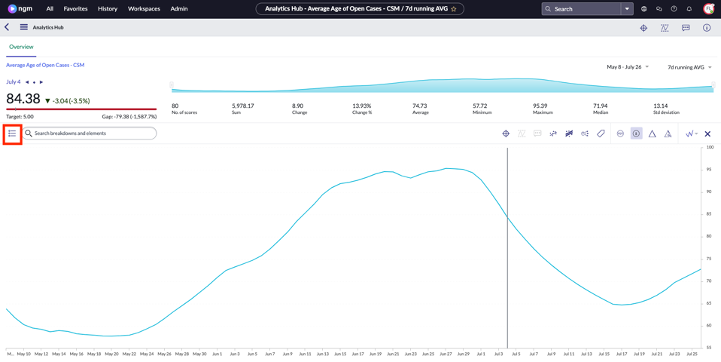 ngm All Favorites History Workspaces Admin Analytics Hub - Average Age of Open Cases - CSM / 7d running AVG Search
Analytics Hub
Overview
Average Age of Open Cases - CSM May 8 - July 26 7d running AVG
July 4
84.38 ▼ -3.04 (-3.5%)
Target: 5.00 Gap: -79.38 (-1,587.7%)
80 5,978.17 8.90 13.93% 74.73 57.72 95.39 71.94 13.14
No. of scores Sum Change Change % Average Minimum Maximum Median Std deviation
Search breakdowns and elements
100
95
90
85
80
75
70
65
60
55
M... May 10 May 12 May 14 May 16 May 18 May 20 May 22 May 24 May 26 May 28 May 30 Jun 1 Jun 3 Jun 5 Jun 7 Jun 9 Jun 11 Jun 13 Jun 15 Jun 17 Jun 19 Jun 21 Jun 23 Jun 25 Jun 27 Jun 29 Jul 1 Jul 3 Jul 5 Jul 7 Jul 9 Jul 11 Jul 13 Jul 15 Jul 17 Jul 19 Jul 21 Jul 23 Jul 25